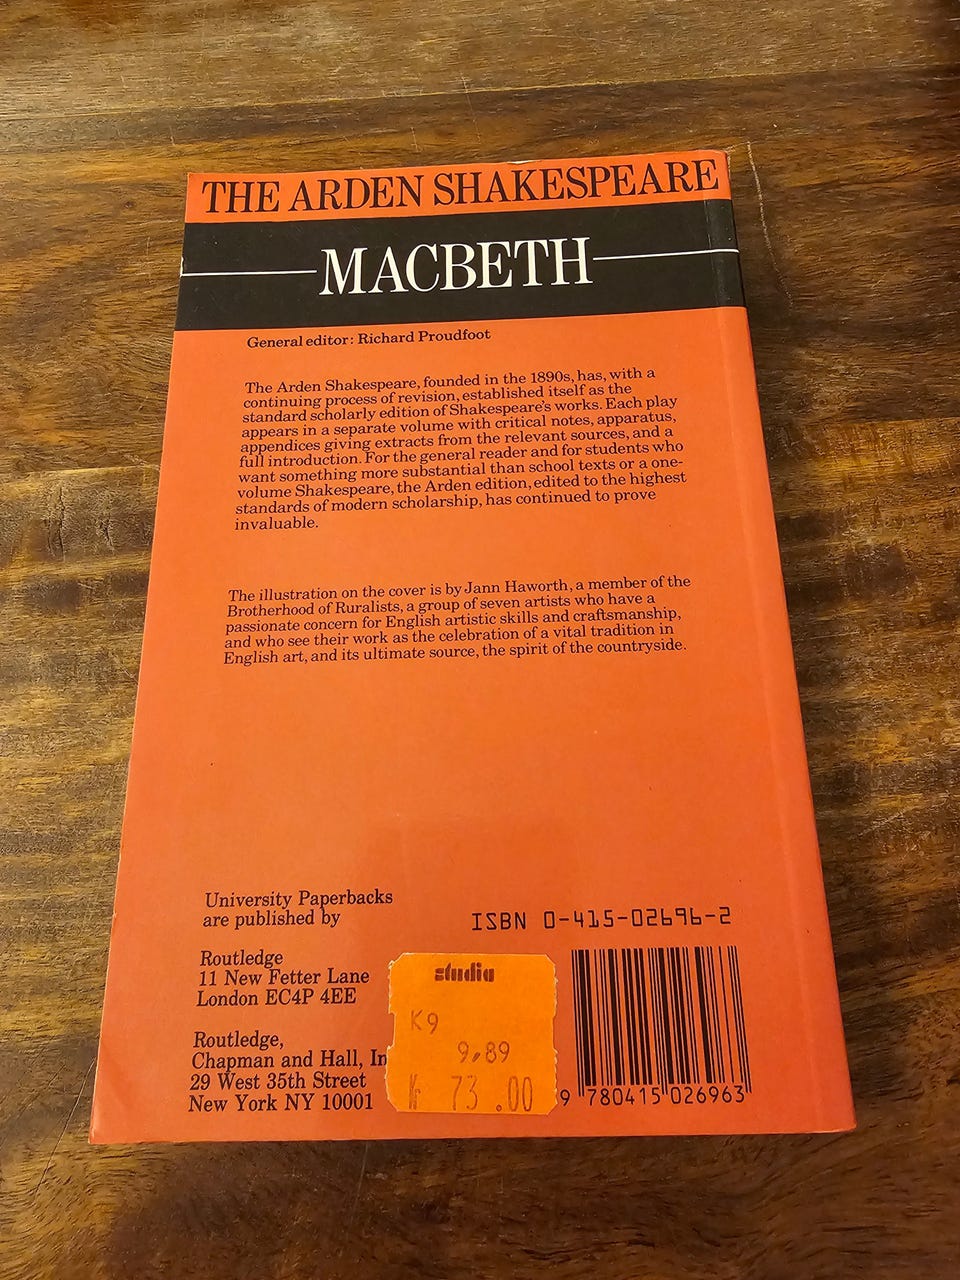 THE ARDEN SHAKESPEARE
MACBETH
General editor: Richard Proudfoot
The Arden Shakespeare, founded in the 1890s, has, with a
continuing process of revision, established itself as the
standard scholarly edition of Shakespeare's works. Each play
appears in a separate volume with critical notes, apparatus,
appendices giving extracts from the relevant sources, and a
full introduction. For the general reader and for students who
want something more substantial than school texts or a one-
volume Shakespeare, the Arden edition, edited to the highest
standards of modern scholarship, has continued to prove
invaluable.
The illustration on the cover is by Jann Haworth, a member of the
Brotherhood of Ruralists, a group of seven artists who have a
passionate concern for English artistic skills and craftsmanship,
and who see their work as the celebration of a vital tradition in
English art, and its ultimate source, the spirit of the countryside.
University Paperbacks
are published by
Routledge
11 New Fetter Lane
London EC4P 4EE
Routledge,
Chapman and Hall, In
29 West 35th Street
New York NY 10001
ISBN 0-415-02696-2
studia
K9
9,89
kr 73.00
9 780415 026963